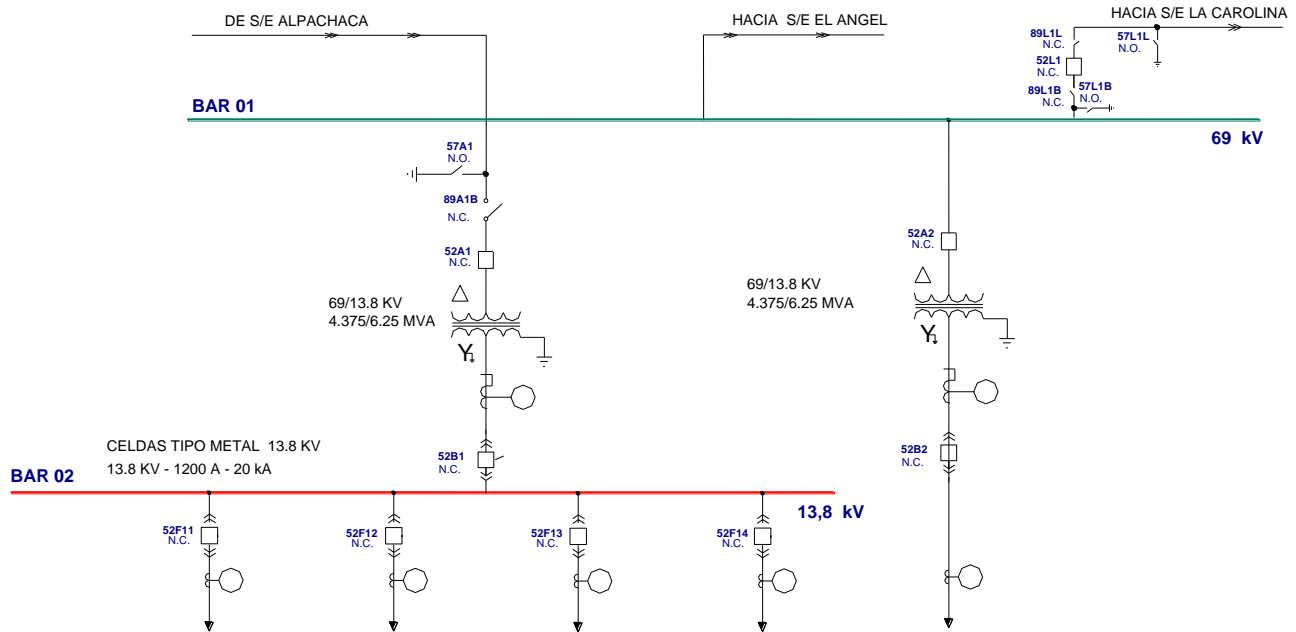 DE S/E ALPACHACA
HACIA S/E EL ANGEL
HACIA S/E LA CAROLINA
89L1L
N.C.
57L1L
N.O.
52L1
N.C.
89L1B
N.C.
57L1B
N.O.
BAR 01
69 kV
57A1
N.O.
89A1B
N.C.
52A1
N.C.
52A2
N.C.
69/13.8 KV
4.375/6.25 MVA
69/13.8 KV
4.375/6.25 MVA
Y
Y
CELDAS TIPO METAL 13.8 KV
13.8 KV - 1200 A - 20 kA
52B1
N.C.
52B2
N.C.
BAR 02
13,8 kV
52F11
N.C.
52F12
N.C.
52F13
N.C.
52F14
N.C.